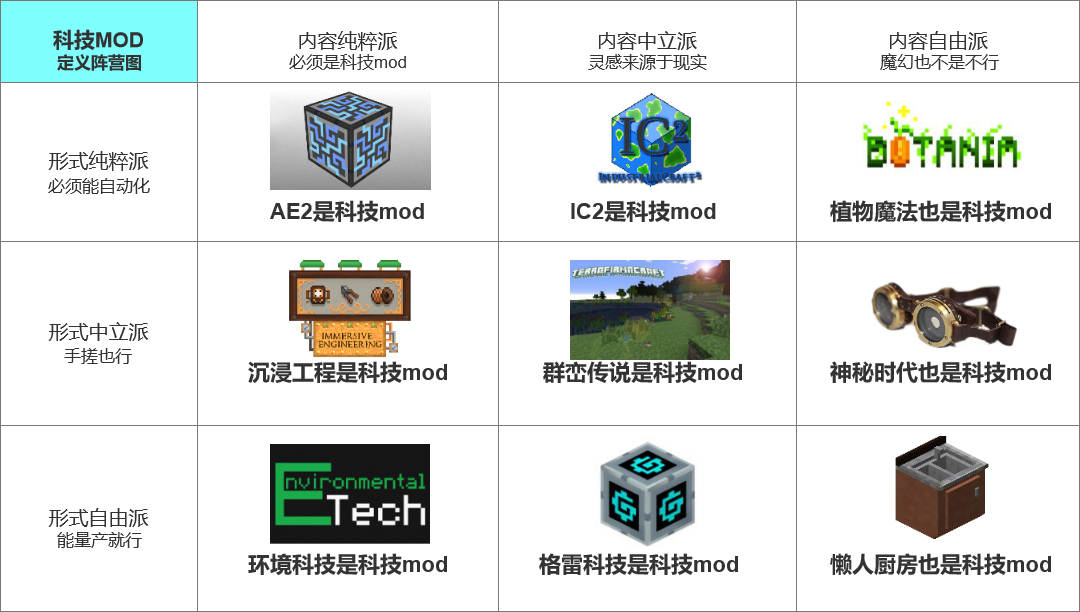 科技MOD
定义阵营图
内容纯粹派
必须是科技mod
内容中立派
灵感来源于现实
内容自由派
魔幻也不是不行
形式纯粹派
必须能自动化
AE2是科技mod
IC2
INDUSTRIALCRAFT²
IC2是科技mod
BOTANIA
植物魔法也是科技mod
形式中立派
手搓也行
IMMERSIVE
ENGINEERING
沉浸工程是科技mod
TERRAFIRMACRAFT
群峦传说是科技mod
神秘时代也是科技mod
形式自由派
能量产就行
Environmental
Tech
环境科技是科技mod
格雷科技是科技mod
懒人厨房也是科技mod